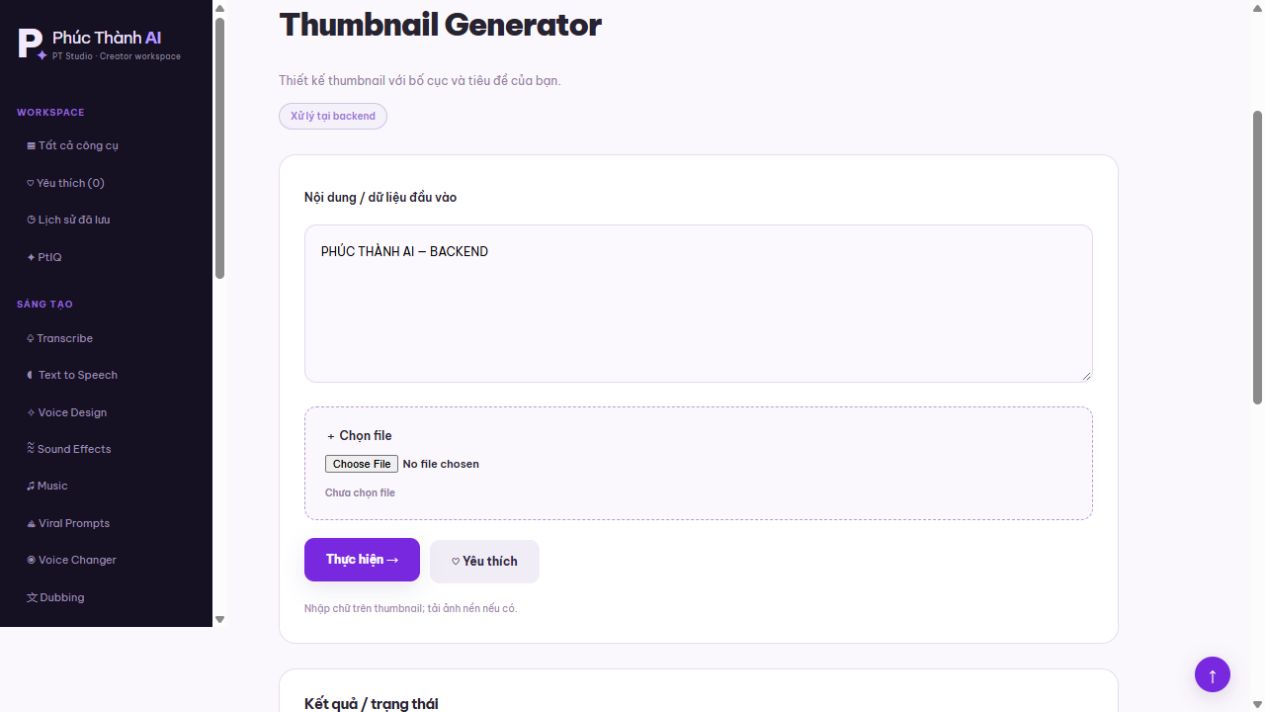 Phúc Thành AI
PT Studio · Creator workspace
WORKSPACE
Tất cả công cụ
Yêu thích (0)
Lịch sử đã lưu
PtIQ
SÁNG TẠO
Transcribe
Text to Speech
Voice Design
Sound Effects
Music
Viral Prompts
Voice Changer
文 Dubbing
Thumbnail Generator
Thiết kế thumbnail với bố cục và tiêu đề của bạn.
Xử lý tại backend
Nội dung / dữ liệu đầu vào
PHÚC THÀNH AI — BACKEND
+ Chọn file
Choose File No file chosen
Chưa chọn file
Thực hiện →
♡ Yêu thích
Nhập chữ trên thumbnail; tải ảnh nền nếu có.
Kết quả / trạng thái
↑